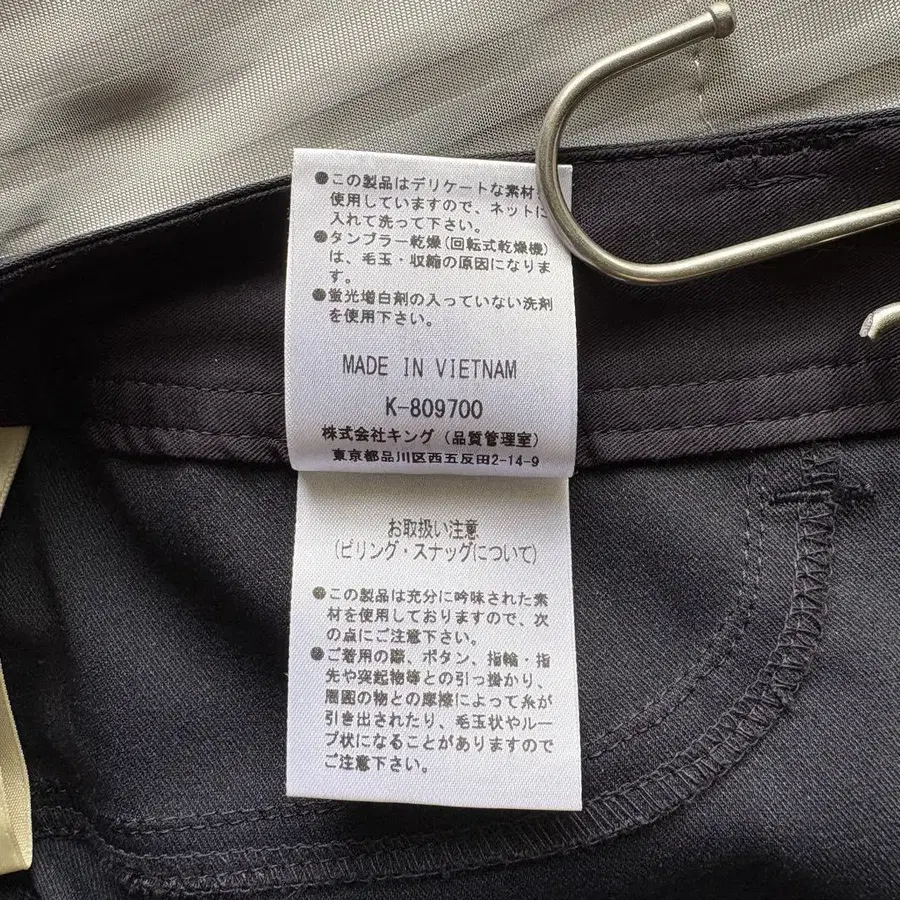 ●この製品はデリケートな素材
使用していますので、ネットに
入れて洗って下さい。
●タンブラー乾燥(回転式乾燥機)
は、毛玉・収縮の原因になりま
す。
●蛍光増白剤の入っていない洗剤
を使用下さい。
MADE IN VIETNAM
K-809700
株式会社キング(品質管理室)
東京都品川区西五反田2-14-9
お取扱い注意
(ピリング・スナッグについて)
●この製品は充分に吟味された素
材を使用しておりますので、次
の点にご注意下さい。
●ご着用の際、ボタン、指輪・指
先や突起物等との引っ掛かり、
周囲の物との摩擦によって糸が
引き出されたり、毛玉状やルー
プ状になることがありますので
ご注意下さい。